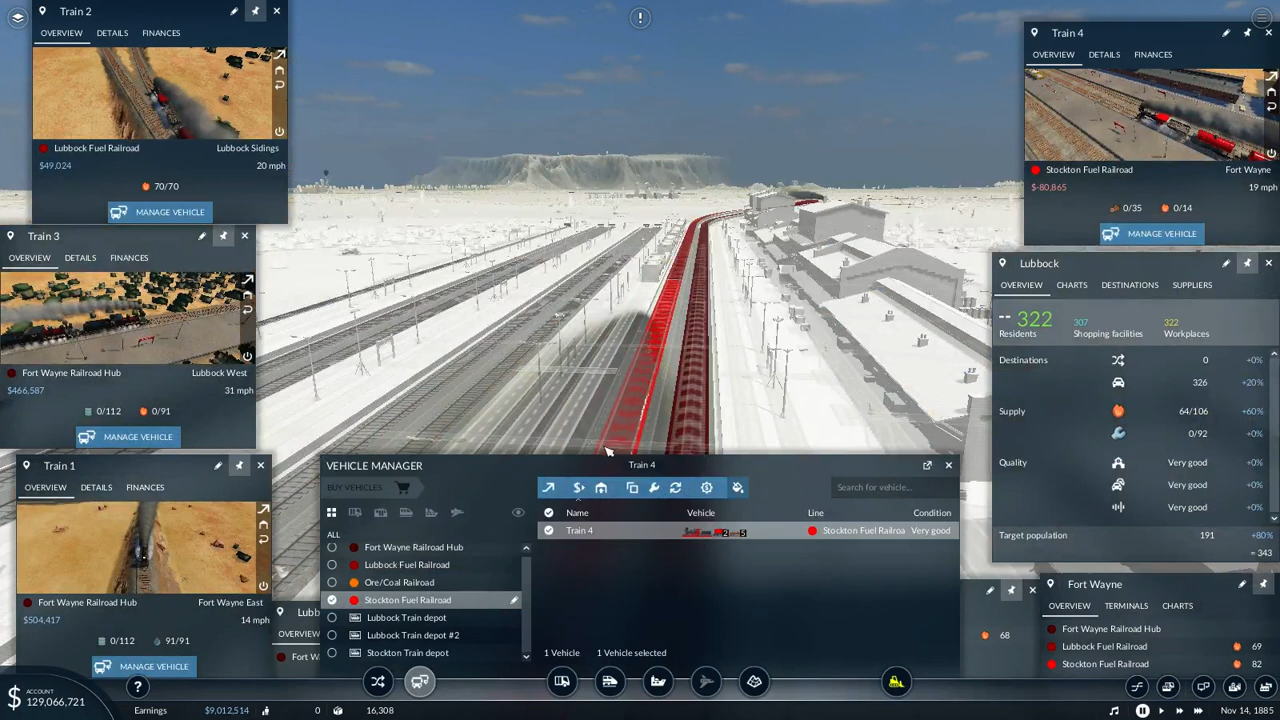 Train 2
OVERVIEW DETAILS FINANCES
Lubbock Fuel Railroad Lubbock Sidings
$49,024 20 mph
70/70
MANAGE VEHICLE
Train 3
OVERVIEW DETAILS FINANCES
Fort Wayne Railroad Hub Lubbock West
$466,587 31 mph
0/112 0/91
MANAGE VEHICLE
Train 1
OVERVIEW DETAILS FINANCES
Fort Wayne Railroad Hub Fort Wayne East
$504,417 14 mph
0/112 91/91
MANAGE VEHICLE
Train 4
OVERVIEW DETAILS FINANCES
Stockton Fuel Railroad Fort Wayne
$-80,865 19 mph
0/35 0/14
MANAGE VEHICLE
Lubbock
OVERVIEW CHARTS DESTINATIONS SUPPLIERS
-- 322 307 322
Residents Shopping facilities Workplaces
Destinations 0 +0%
326 +20%
Supply 64/106 +60%
0/92 +0%
Quality Very good +0%
Very good +0%
Very good +0%
Target population 191 +80%
= 343
Fort Wayne
OVERVIEW TERMINALS CHARTS
Fort Wayne Railroad Hub
Lubbock Fuel Railroad 69
Stockton Fuel Railroad 82
68
Lubb
OVERVIEW
Fort W
VEHICLE MANAGER Train 4
BUY VEHICLES Search for vehicle...
Name Vehicle Line Condition
Train 4 2 5 Stockton Fuel Railroa Very good
ALL
Fort Wayne Railroad Hub
Lubbock Fuel Railroad
Ore/Coal Railroad
Stockton Fuel Railroad
Lubbock Train depot
Lubbock Train depot #2
Stockton Train depot
1 Vehicle 1 Vehicle selected
$ ACCOUNT
129,066,721
?
Earnings $9,012,514 0 16,308 Nov 14, 1885